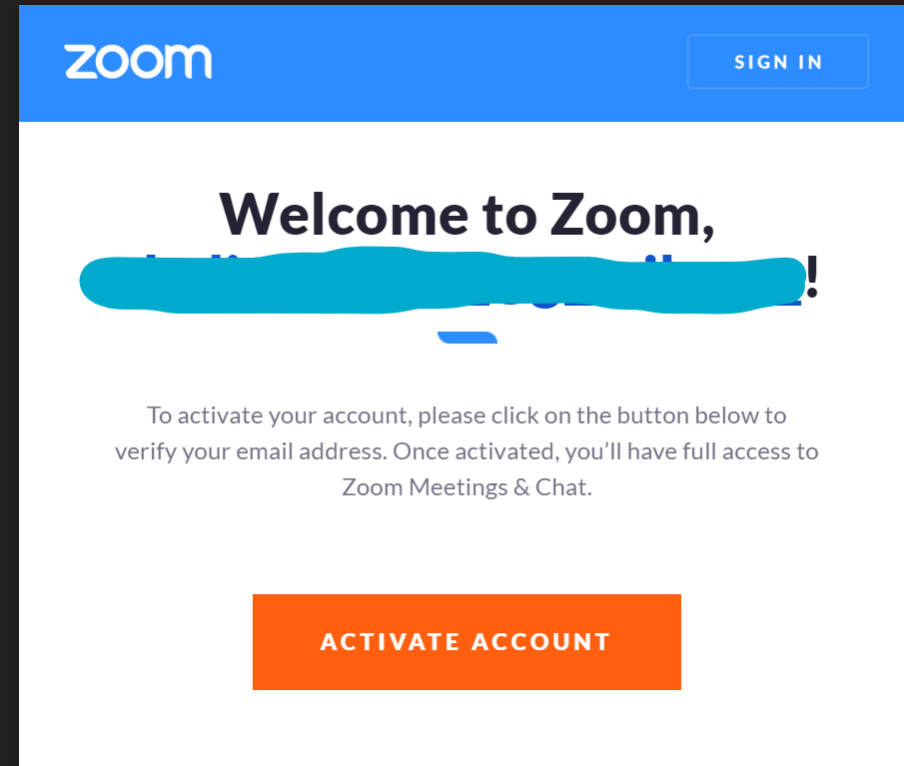 zoom
SIGN IN
Welcome to Zoom,
!
To activate your account, please click on the button below to
verify your email address. Once activated, you’ll have full access to
Zoom Meetings & Chat.
ACTIVATE ACCOUNT